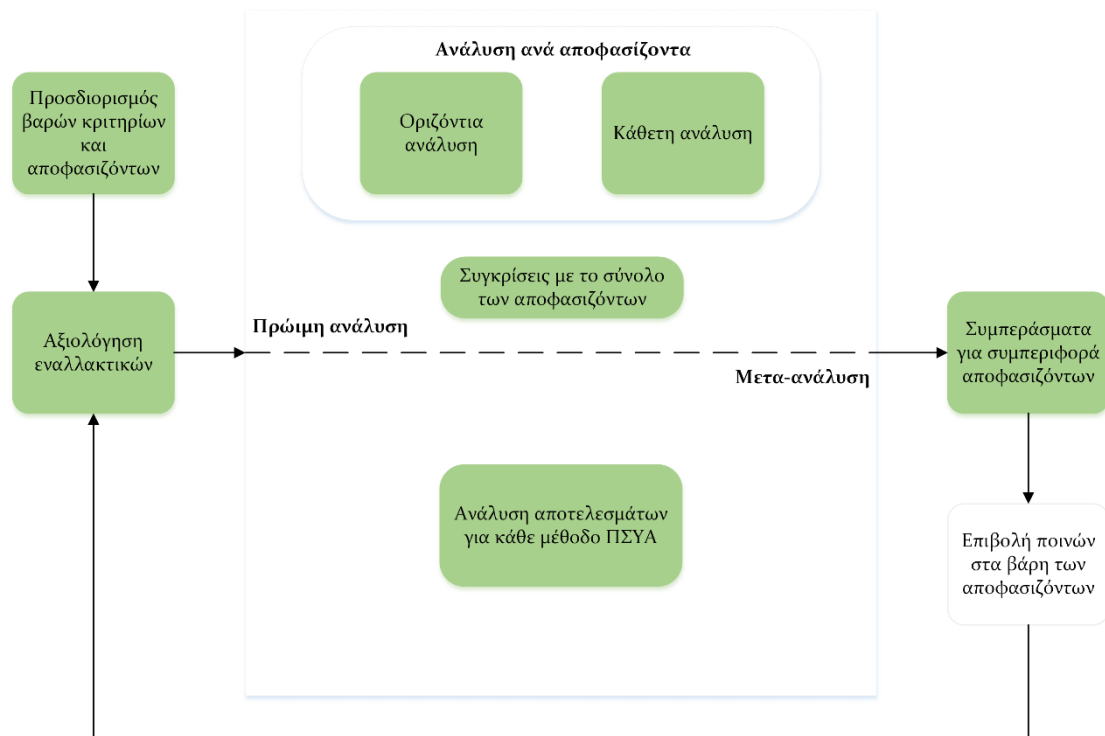 Ανάλυση ανά αποφασίζοντα
Προσδιορισμός
βαρών κριτηρίων
και
αποφασιζόντων
Οριζόντια
ανάλυση
Κάθετη ανάλυση
Συγκρίσεις με το σύνολο
των αποφασιζόντων
Αξιολόγηση
εναλλακτικών
Πρώιμη ανάλυση
Μετα-ανάλυση
Συμπεράσματα
για συμπεριφορά
αποφασιζόντων
Ανάλυση αποτελεσμάτων
για κάθε μέθοδο ΠΣΥΑ
Επιβολή ποινών
στα βάρη των
αποφασιζόντων